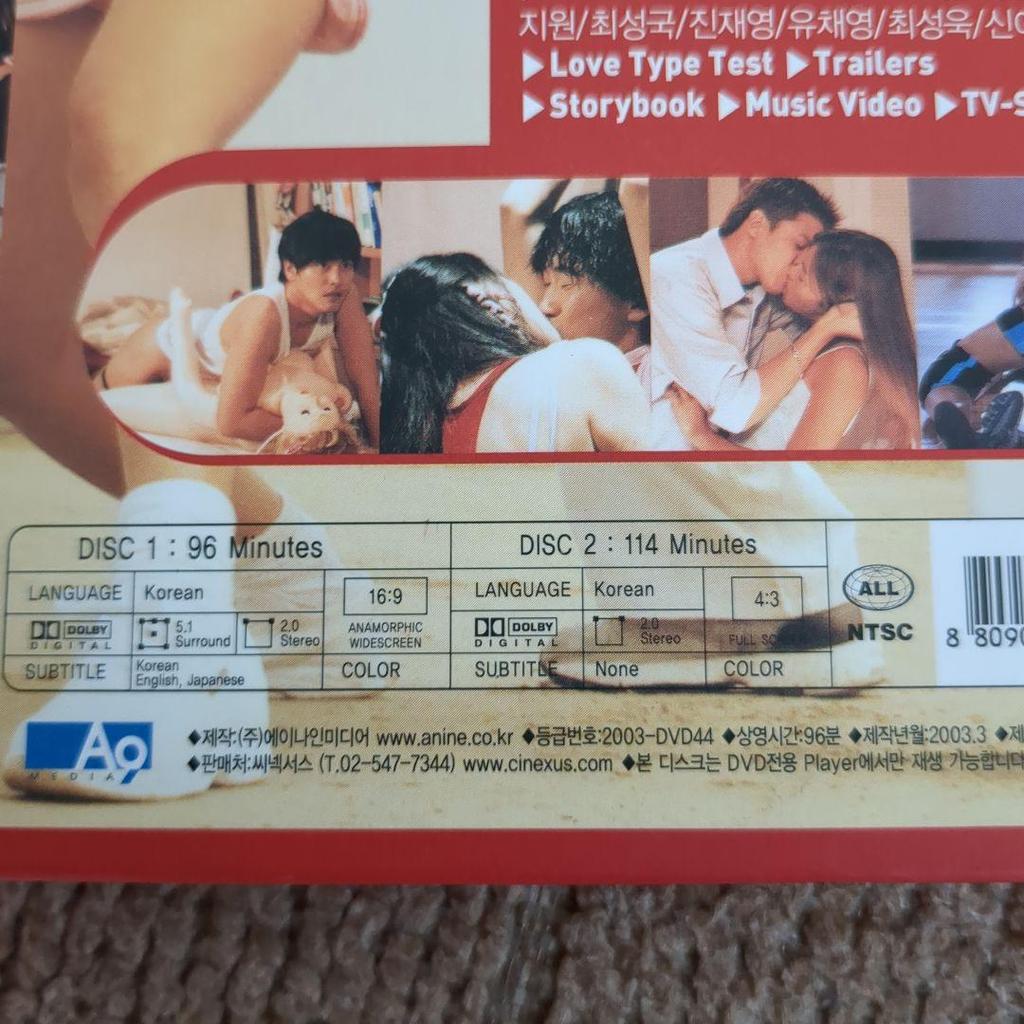 지원/최성국/진재영/유채영/최성욱/신이
▶Love Type Test ▶Trailers
▶Storybook ▶Music Video ▶TV-S
DISC 1 : 96 Minutes
LANGUAGE Korean
16:9
DOLBY DIGITAL 5.1 Surround 2.0 Stereo
ANAMORPHIC WIDESCREEN
SUBTITLE Korean English, Japanese COLOR
DISC 2 : 114 Minutes
LANGUAGE Korean
4:3
DOLBY DIGITAL 2.0 Stereo
FULL
SUBTITLE None COLOR
ALL
NTSC
8 8090
A9 MEDIA
◆제작:(주)에이나인미디어 www.anine.co.kr ◆등급번호:2003-DVD44 ◆상영시간:96분 ◆제작년월:2003.3 ◆제
◆판매처:씨넥서스 (T.02-547-7344) www.cinexus.com ◆본 디스크는 DVD전용 Player에서만 재생 가능합니다